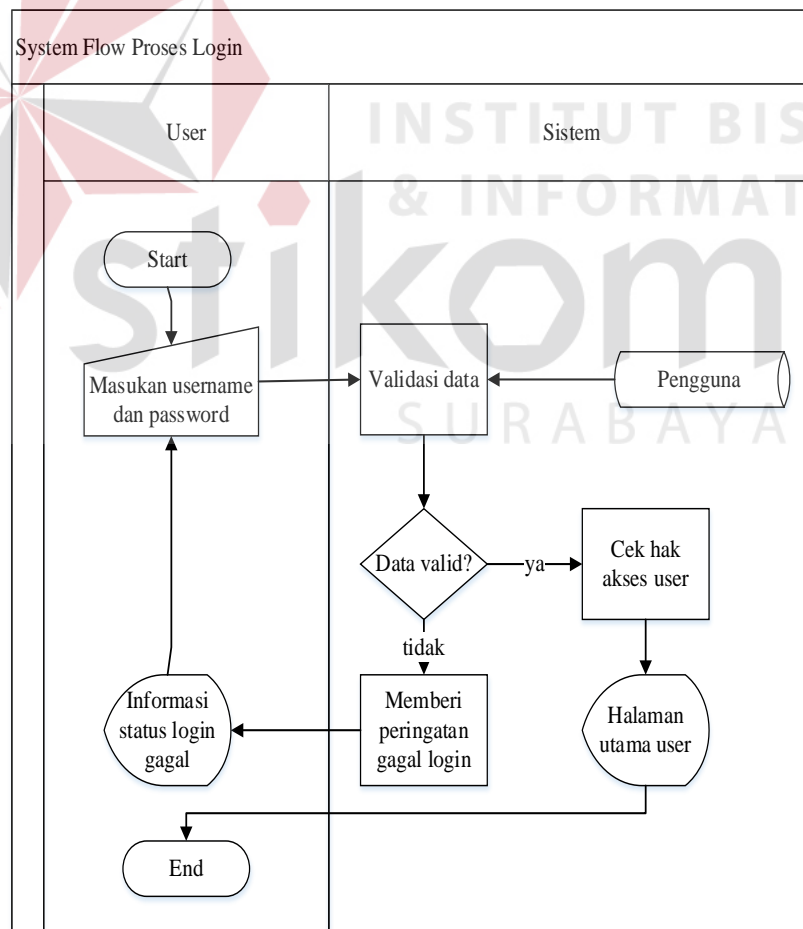 System Flow Proses Login
User
Sistem
INSTITUT BIS
& INFORMAT
stikom
SURABAYA
Start
Masukan username
dan password
Validasi data
Pengguna
Data valid?
ya
Cek hak
akses user
tidak
Informasi
status login
gagal
Memberi
peringatan
gagal login
Halaman
utama user
End